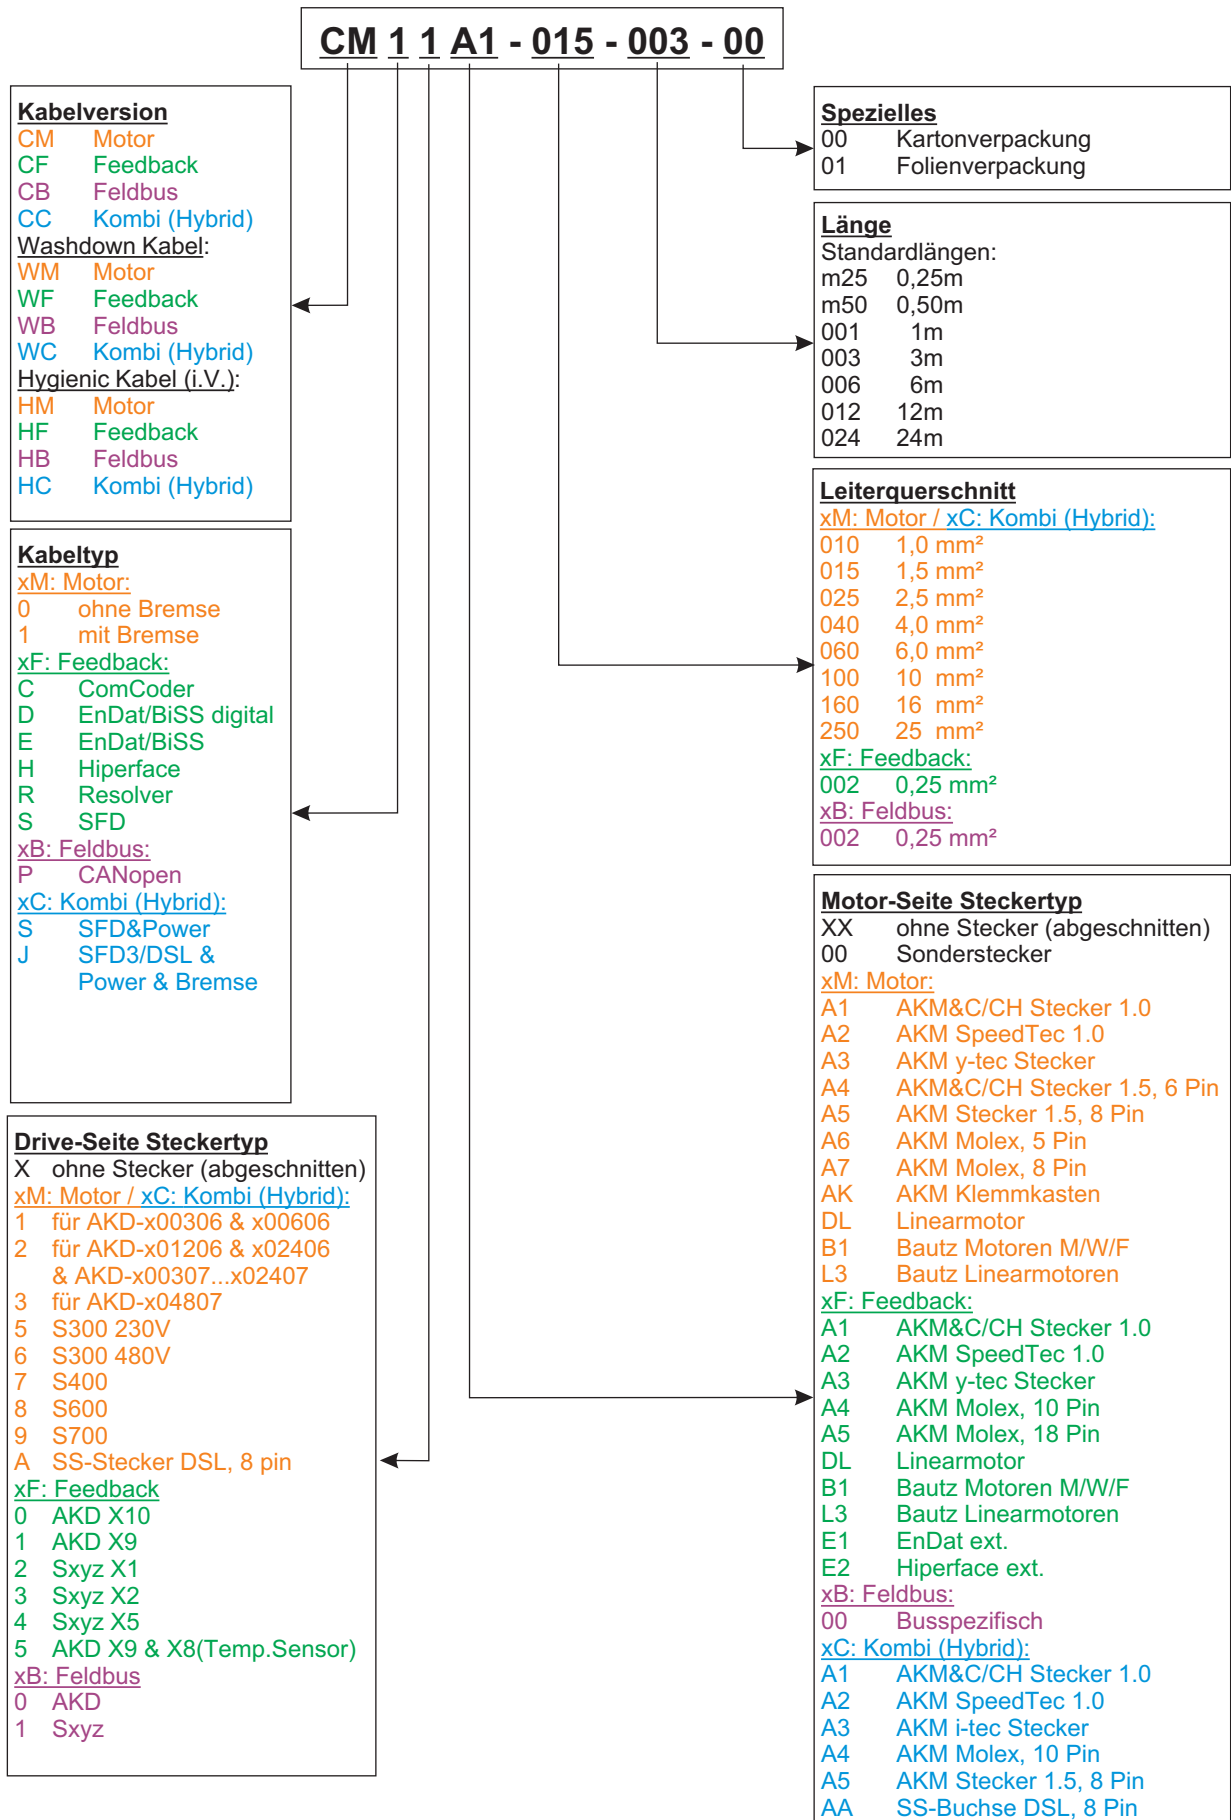 CM 1 1 A1 - 015 - 003 - 00
Kabelversion
CM Motor
CF Feedback
CB Feldbus
CC Kombi (Hybrid)
Washdown Kabel:
WM Motor
WF Feedback
WB Feldbus
WC Kombi (Hybrid)
Hygienic Kabel (i.V.):
HM Motor
HF Feedback
HB Feldbus
HC Kombi (Hybrid)
Kabeltyp
xM: Motor:
0 ohne Bremse
1 mit Bremse
xF: Feedback:
C ComCoder
D EnDat/BiSS digital
E EnDat/BiSS
H Hiperface
R Resolver
S SFD
xB: Feldbus:
P CANopen
xC: Kombi (Hybrid):
S SFD&Power
J SFD3/DSL &
Power & Bremse
Drive-Seite Steckertyp
X ohne Stecker (abgeschnitten)
xM: Motor / xC: Kombi (Hybrid):
1 für AKD-x00306 & x00606
2 für AKD-x01206 & x02406
& AKD-x00307...x02407
3 für AKD-x04807
5 S300 230V
6 S300 480V
7 S400
8 S600
9 S700
A SS-Stecker DSL, 8 pin
xF: Feedback
0 AKD X10
1 AKD X9
2 Sxyz X1
3 Sxyz X2
4 Sxyz X5
5 AKD X9 & X8(Temp.Sensor)
xB: Feldbus
0 AKD
1 Sxyz
Spezielles
00 Kartonverpackung
01 Folienverpackung
Länge
Standardlängen:
m25 0,25m
m50 0,50m
001 1m
003 3m
006 6m
012 12m
024 24m
Leiterquerschnitt
xM: Motor / xC: Kombi (Hybrid):
010 1,0 mm²
015 1,5 mm²
025 2,5 mm²
040 4,0 mm²
060 6,0 mm²
100 10 mm²
160 16 mm²
250 25 mm²
xF: Feedback:
002 0,25 mm²
xB: Feldbus:
002 0,25 mm²
Motor-Seite Steckertyp
XX ohne Stecker (abgeschnitten)
00 Sonderstecker
xM: Motor:
A1 AKM&C/CH Stecker 1.0
A2 AKM SpeedTec 1.0
A3 AKM y-tec Stecker
A4 AKM&C/CH Stecker 1.5, 6 Pin
A5 AKM Stecker 1.5, 8 Pin
A6 AKM Molex, 5 Pin
A7 AKM Molex, 8 Pin
AK AKM Klemmkasten
DL Linearmotor
B1 Bautz Motoren M/W/F
L3 Bautz Linearmotoren
xF: Feedback:
A1 AKM&C/CH Stecker 1.0
A2 AKM SpeedTec 1.0
A3 AKM y-tec Stecker
A4 AKM Molex, 10 Pin
A5 AKM Molex, 18 Pin
DL Linearmotor
B1 Bautz Motoren M/W/F
L3 Bautz Linearmotoren
E1 EnDat ext.
E2 Hiperface ext.
xB: Feldbus:
00 Busspezifisch
xC: Kombi (Hybrid):
A1 AKM&C/CH Stecker 1.0
A2 AKM SpeedTec 1.0
A3 AKM i-tec Stecker
A4 AKM Molex, 10 Pin
A5 AKM Stecker 1.5, 8 Pin
AA SS-Buchse DSL, 8 Pin